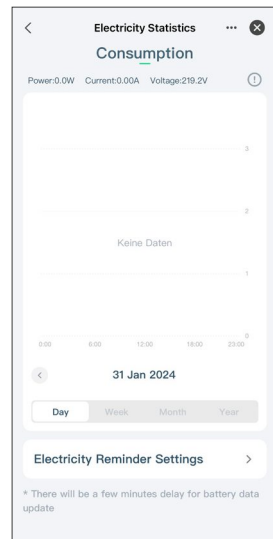 Electricity Statistics
Consumption
Power:0.0W Current:0.00A Voltage:219.2V
3
2
Keine Daten
1
0
0:00 6:00 12:00 18:00 23:00
31 Jan 2024
Day Week Month Year
Electricity Reminder Settings
* There will be a few minutes delay for battery data
update